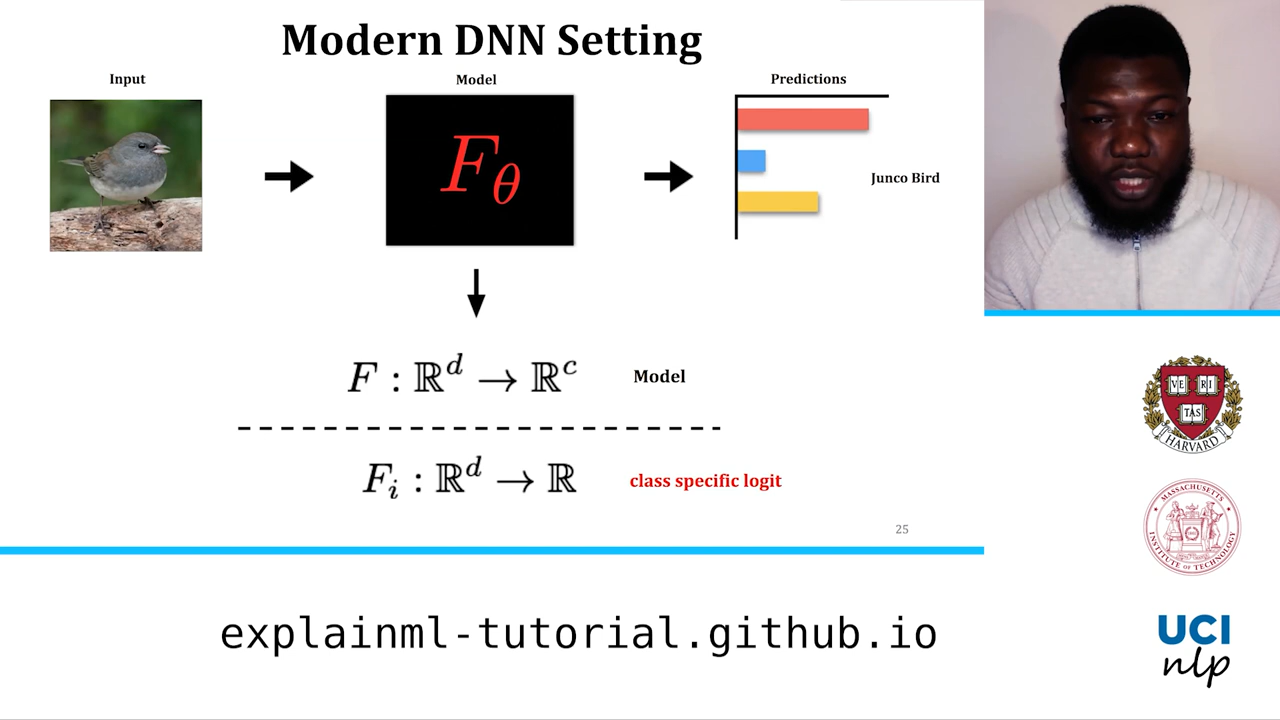 Modern DNN Setting
Input
Model
Predictions
F_θ
Junco Bird
F : ℝ^d → ℝ^c
Model
F_i : ℝ^d → ℝ
class specific logit
25
explainml-tutorial.github.io
VE RI
TAS
HARVARD
MASSACHUSETTS
INSTITUTE OF TECHNOLOGY
UCI
nlp